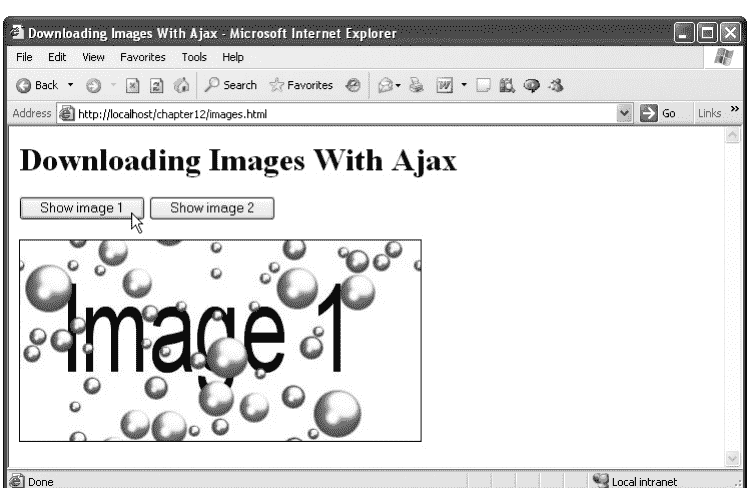 Downloading Images With Ajax - Microsoft Internet Explorer
File Edit View Favorites Tools Help
Back Search Favorites
Address http://localhost/chapter12/images.html Go Links »
Downloading Images With Ajax
Show image 1 Show image 2
Image 1
Done Local intranet